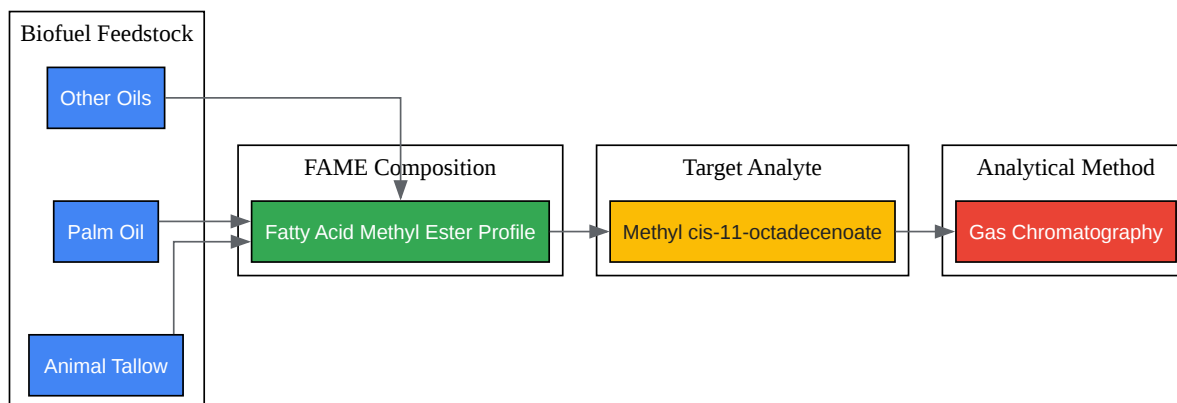 Biofuel Feedstock
Other Oils
Palm Oil
Animal Tallow
FAME Composition
Fatty Acid Methyl Ester Profile
Target Analyte
Methyl cis-11-octadecenoate
Analytical Method
Gas Chromatography